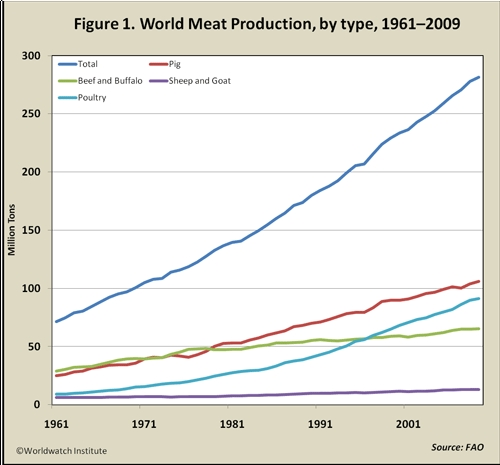 Figure 1. World Meat Production, by type, 1961–2009
300
250
200
150
100
50
0
Million Tons
Total
Pig
Beef and Buffalo
Sheep and Goat
Poultry
1961
1971
1981
1991
2001
©Worldwatch Institute
Source: FAO